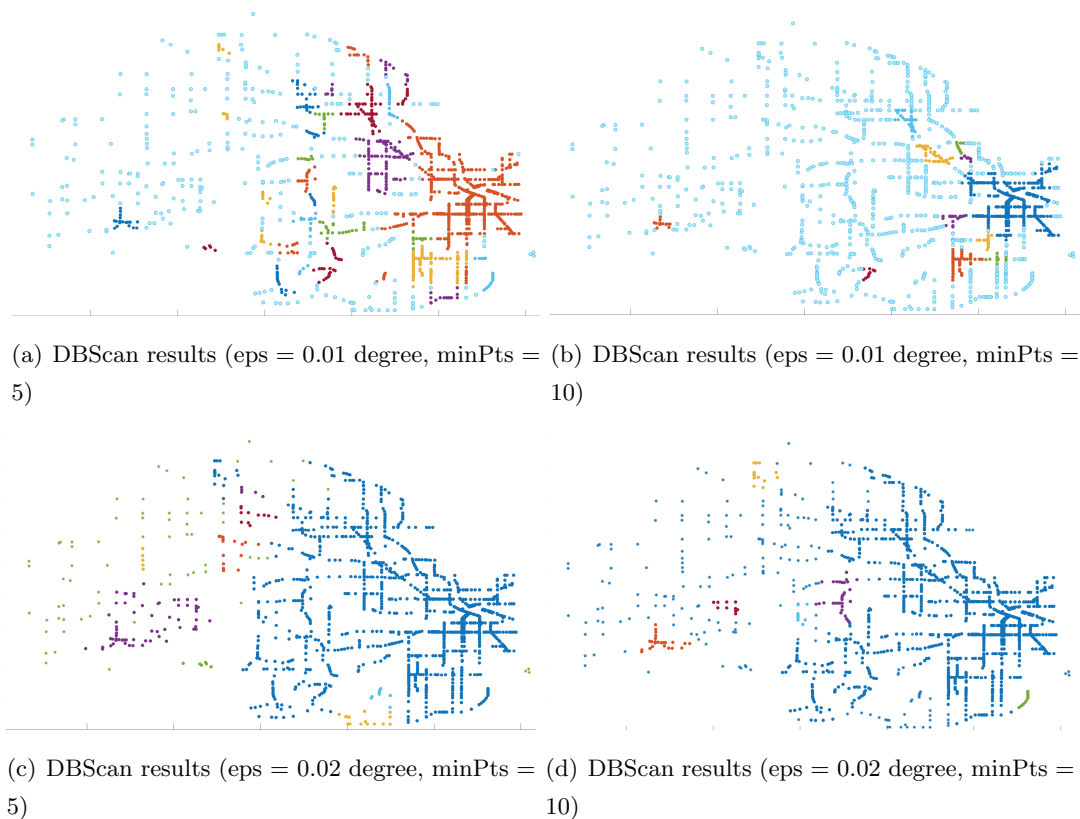 (a) DBScan results (eps = 0.01 degree, minPts =
5)
(b) DBScan results (eps = 0.01 degree, minPts =
10)
(c) DBScan results (eps = 0.02 degree, minPts =
5)
(d) DBScan results (eps = 0.02 degree, minPts =
10)